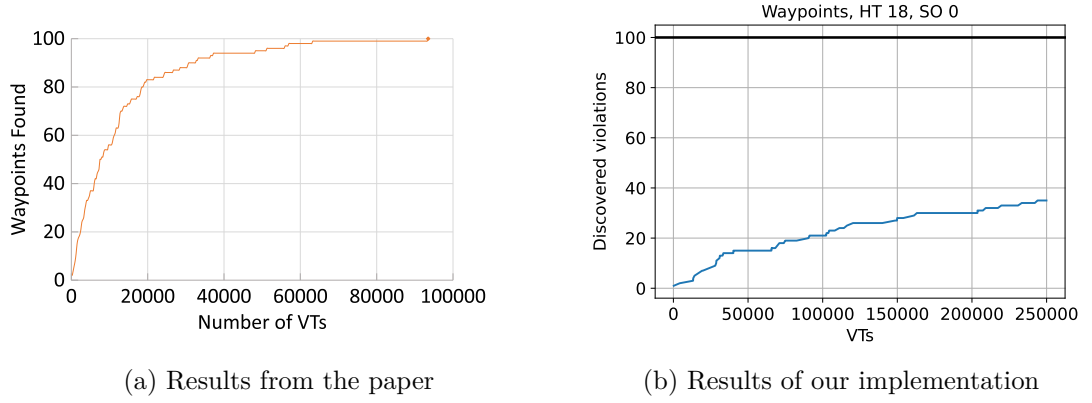 Waypoints Found
100
80
60
40
20
0
0 20000 40000 60000 80000 100000
Number of VTs
(a) Results from the paper
Waypoints, HT 18, SO 0
Discovered violations
100
80
60
40
20
0
0 50000 100000 150000 200000 250000
VTs
(b) Results of our implementation